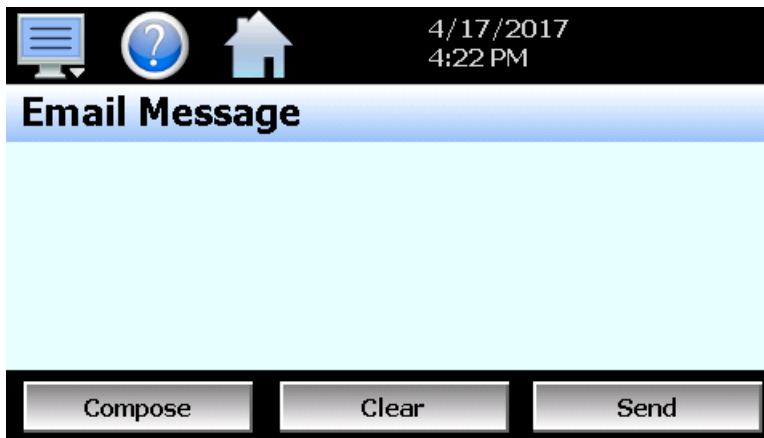 ?
4/17/2017
4:22 PM
Email Message
Compose
Clear
Send